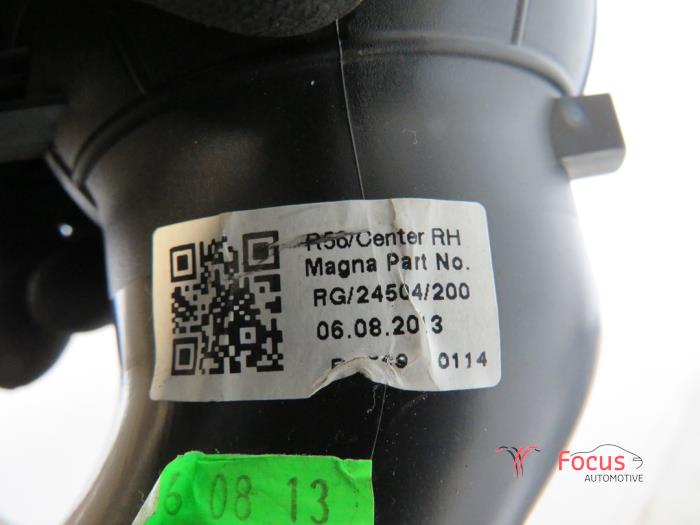 R56/Center RH
Magna Part No.
RG/24504/200
06.08.2013
0114
6 08 13
Focus
AUTOMOTIVE